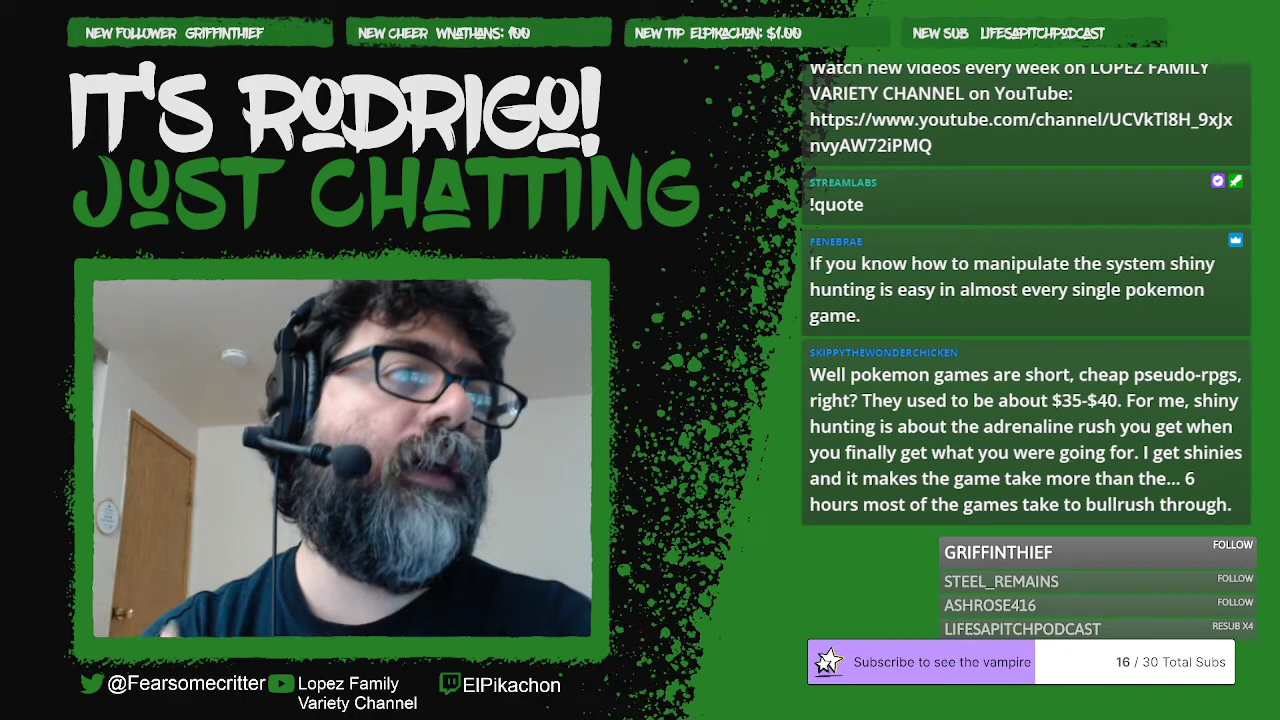 NEW FOLLOWER GRIFFINTHIEF
NEW CHEER WNATHANS: 100
NEW TIP ELPIKACHON: $1.00
NEW SUB LIFESAPITCHPODCAST
IT'S RODRIGO!
JUST CHATTING
Watch new videos every week on LOPEZ FAMILY
VARIETY CHANNEL on YouTube:
https://www.youtube.com/channel/UCVkTl8H_9xJx
nvyAW72iPMQ
STREAMLABS
!quote
FENEBRAE
If you know how to manipulate the system shiny
hunting is easy in almost every single pokemon
game.
SKIPPYTHEWONDERCHICKEN
Well pokemon games are short, cheap pseudo-rpgs,
right? They used to be about $35-$40. For me, shiny
hunting is about the adrenaline rush you get when
you finally get what you were going for. I get shinies
and it makes the game take more than the... 6
hours most of the games take to bullrush through.
GRIFFINTHIEF FOLLOW
STEEL_REMAINS FOLLOW
ASHROSE416 FOLLOW
LIFESAPITCHPODCAST RESUB X4
Subscribe to see the vampire 16 / 30 Total Subs
@Fearsomecritter
Lopez Family
Variety Channel
ElPikachon